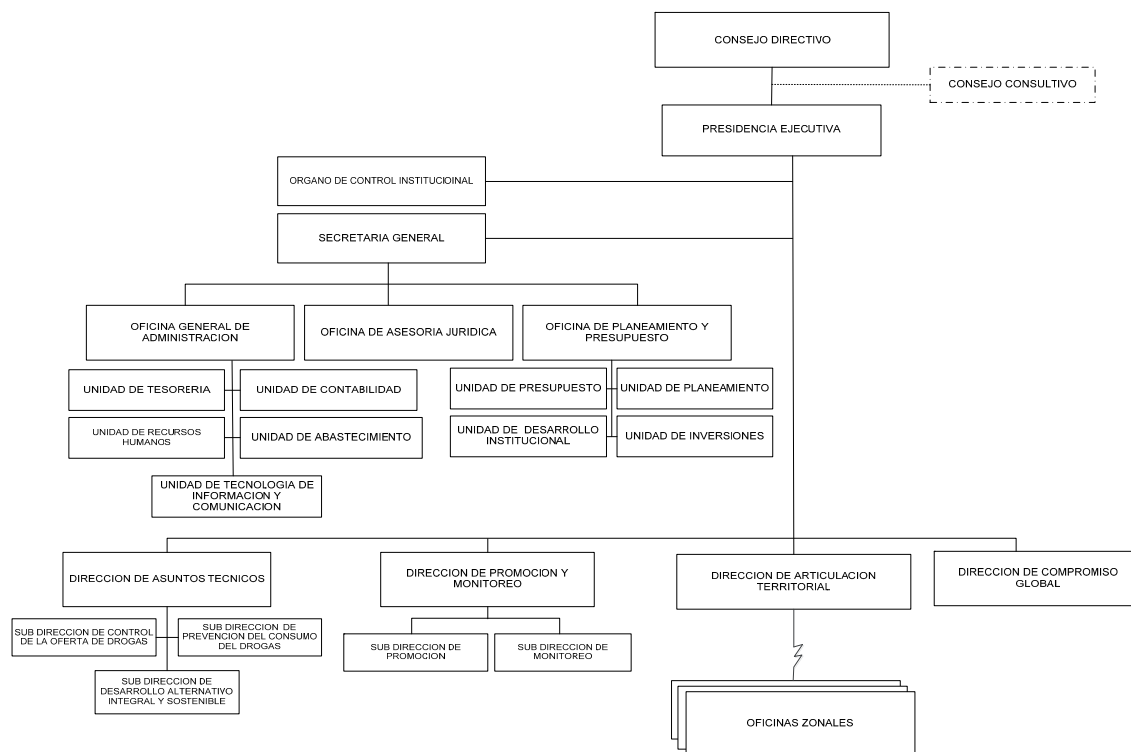 CONSEJO DIRECTIVO
CONSEJO CONSULTIVO
PRESIDENCIA EJECUTIVA
ORGANO DE CONTROL INSTITUCIOINAL
SECRETARIA GENERAL
OFICINA GENERAL DE
ADMINISTRACION
OFICINA DE ASESORIA JURIDICA
OFICINA DE PLANEAMIENTO Y
PRESUPUESTO
UNIDAD DE TESORERIA
UNIDAD DE CONTABILIDAD
UNIDAD DE PRESUPUESTO
UNIDAD DE PLANEAMIENTO
UNIDAD DE RECURSOS
HUMANOS
UNIDAD DE ABASTECIMIENTO
UNIDAD DE DESARROLLO
INSTITUCIONAL
UNIDAD DE INVERSIONES
UNIDAD DE TECNOLOGIA DE
INFORMACION Y
COMUNICACION
DIRECCION DE ASUNTOS TECNICOS
DIRECCION DE PROMOCION Y
MONITOREO
DIRECCION DE ARTICULACION
TERRITORIAL
DIRECCION DE COMPROMISO
GLOBAL
SUB DIRECCION DE CONTROL
DE LA OFERTA DE DROGAS
SUB DIRECCION DE
PREVENCION DEL CONSUMO
DEL DROGAS
SUB DIRECCION DE
PROMOCION
SUB DIRECCION DE
MONITOREO
SUB DIRECCION DE
DESARROLLO ALTERNATIVO
INTEGRAL Y SOSTENIBLE
OFICINAS ZONALES